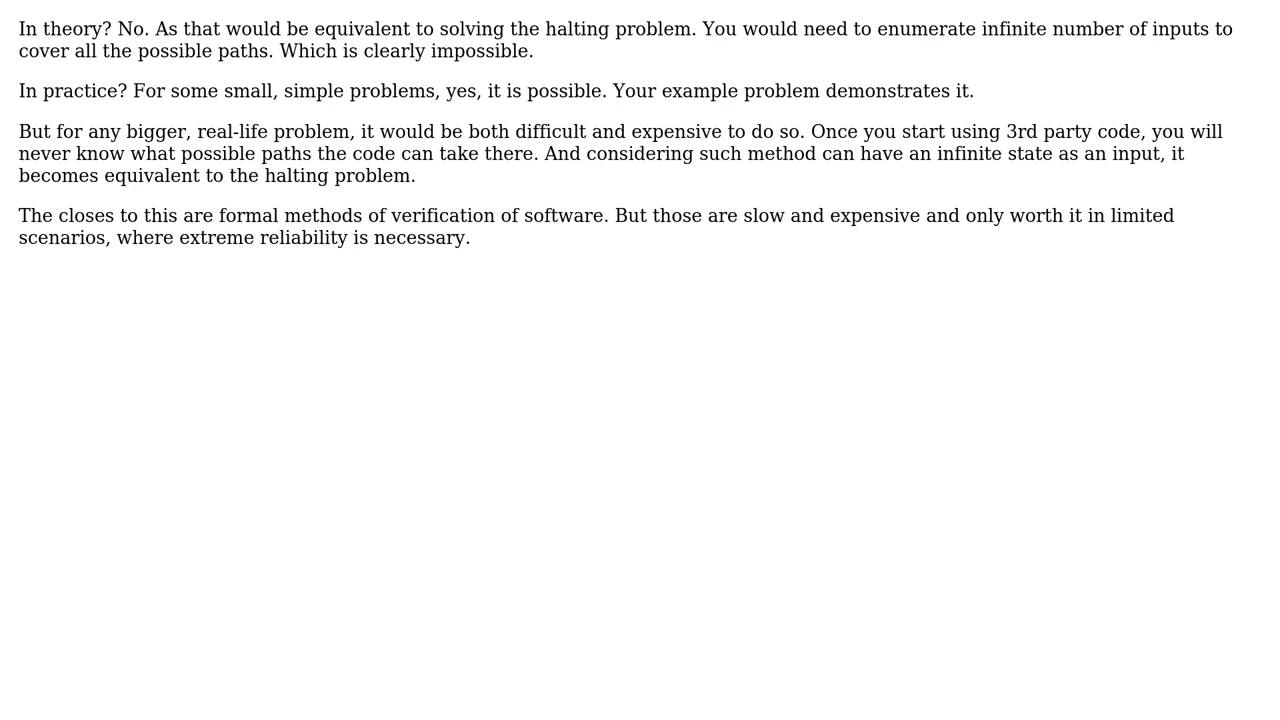 In theory? No. As that would be equivalent to solving the halting problem. You would need to enumerate infinite number of inputs to
cover all the possible paths. Which is clearly impossible.
In practice? For some small, simple problems, yes, it is possible. Your example problem demonstrates it.
But for any bigger, real-life problem, it would be both difficult and expensive to do so. Once you start using 3rd party code, you will
never know what possible paths the code can take there. And considering such method can have an infinite state as an input, it
becomes equivalent to the halting problem.
The closes to this are formal methods of verification of software. But those are slow and expensive and only worth it in limited
scenarios, where extreme reliability is necessary.